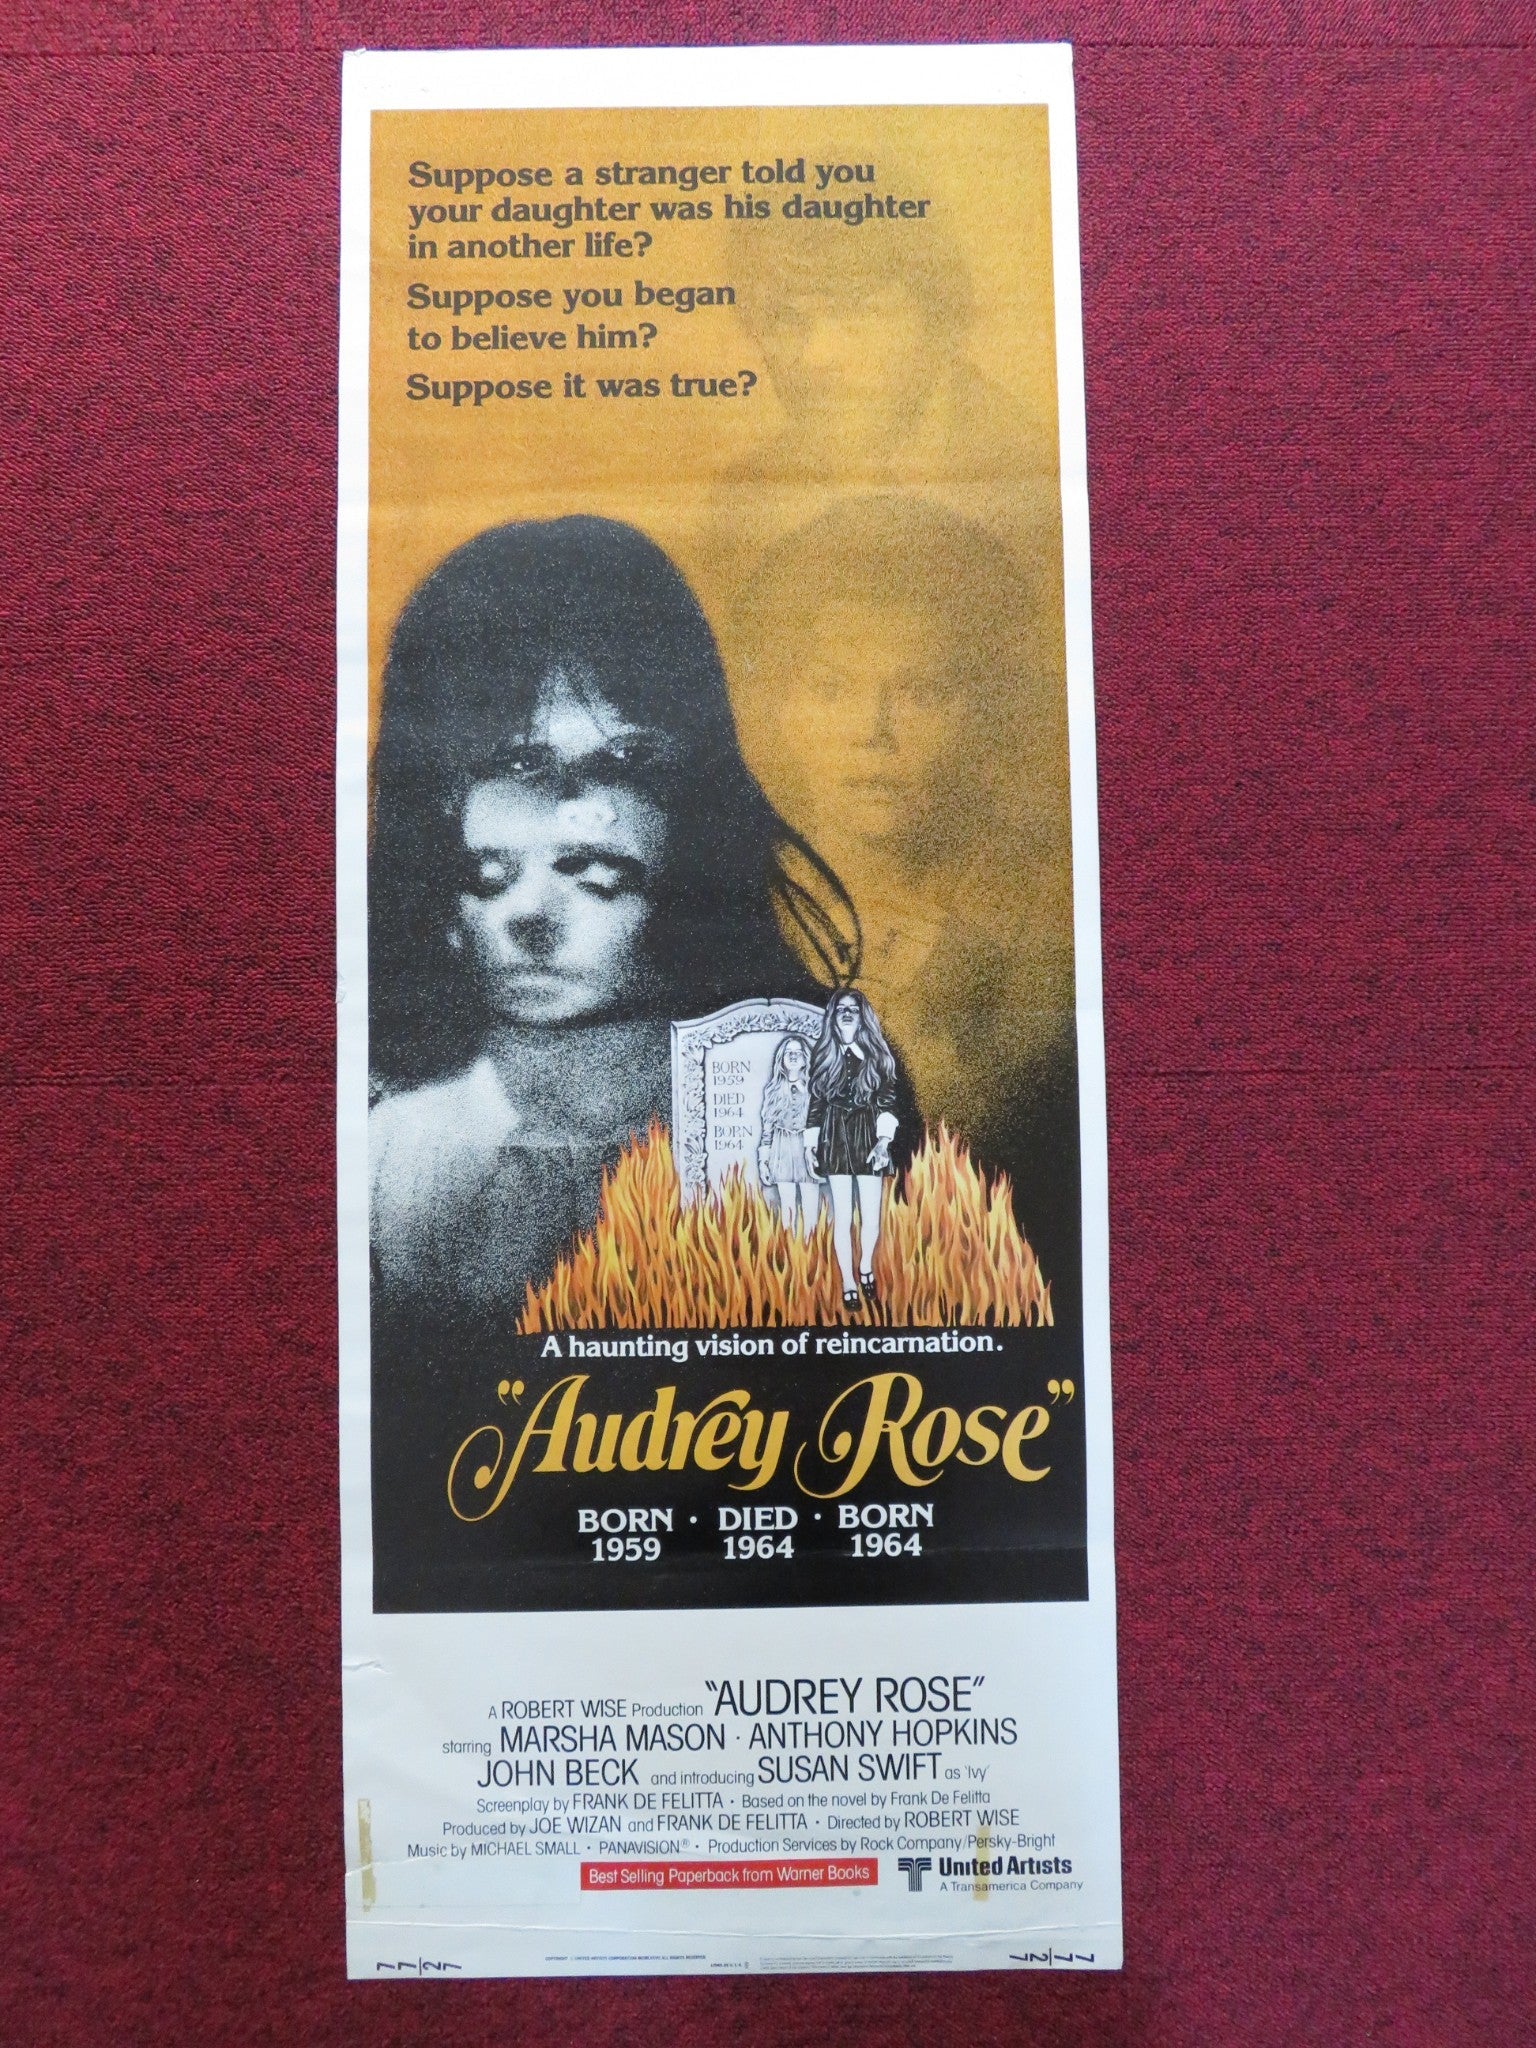 Suppose a stranger told you
your daughter was his daughter
in another life?
Suppose you began
to believe him?
Suppose it was true?
BORN
1959
DIED
1964
BORN
1964
A haunting vision of reincarnation.
"Audrey Rose"
BORN · DIED · BORN
1959 1964 1964
A ROBERT WISE Production "AUDREY ROSE"
starring MARSHA MASON · ANTHONY HOPKINS
JOHN BECK and introducing SUSAN SWIFT as 'Ivy'
Screenplay by FRANK DE FELITTA · Based on the novel by Frank De Felitta
Produced by JOE WIZAN and FRANK DE FELITTA · Directed by ROBERT WISE
Music by MICHAEL SMALL · PANAVISION® · Production Services by Rock Company/Persky-Bright
Best Selling Paperback from Warner Books
United Artists
A Transamerica Company
77/27
77/27